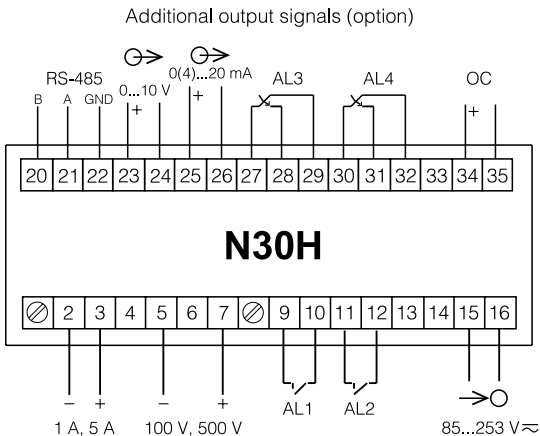 Additional output signals (option)
RS-485
0...10 V
0(4)...20 mA
AL3
AL4
OC
B A GND + + +
20 21 22 23 24 25 26 27 28 29 30 31 32 33 34 35
N30H
2 3 4 5 6 7 9 10 11 12 13 14 15 16
− + − +
1 A, 5 A
100 V, 500 V
AL1
AL2
85...253 V ≂